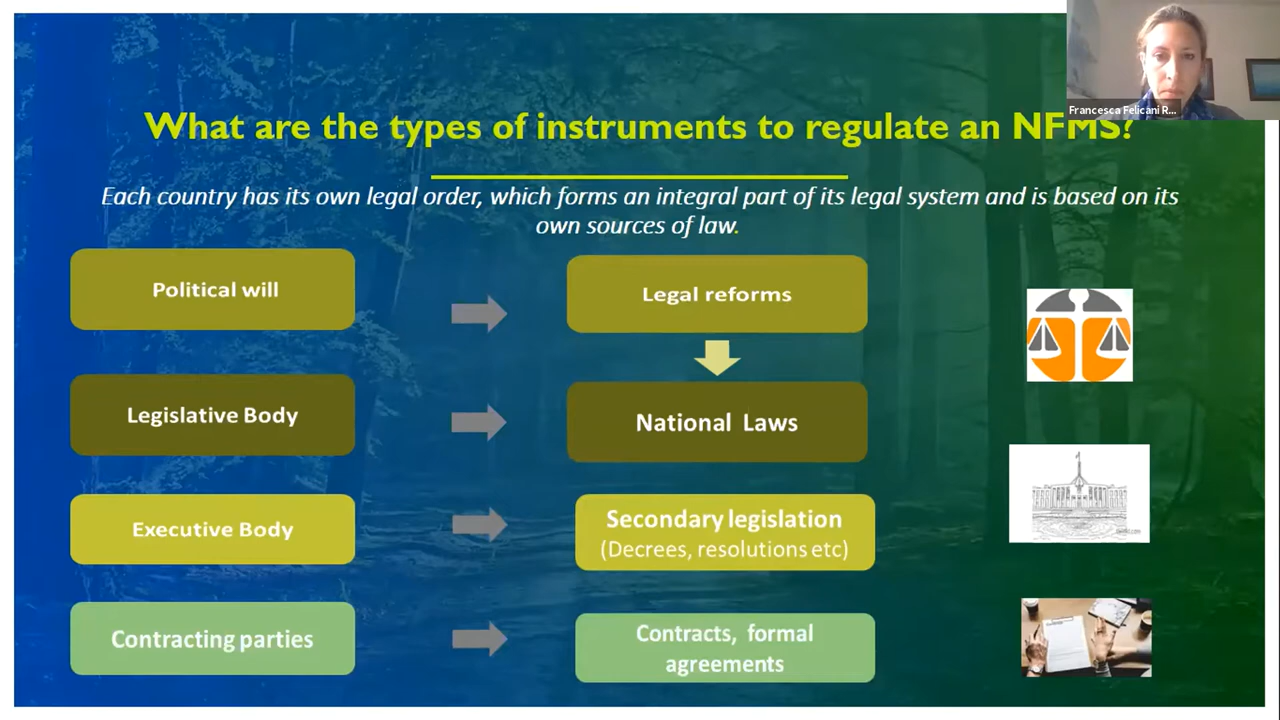 Francesca Felicani R...
What are the types of instruments to regulate an NFMS?
Each country has its own legal order, which forms an integral part of its legal system and is based on its
own sources of law.
Political will
Legal reforms
Legislative Body
National Laws
Executive Body
Secondary legislation
(Decrees, resolutions etc)
Contracting parties
Contracts, formal
agreements